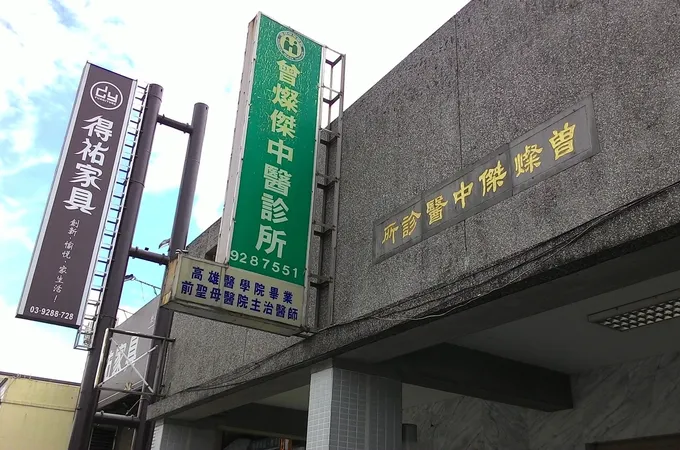 dy
得祐家具
創新‧愉悅‧家生活！
03-9288-728
曾燦傑中醫診所
9287551
高雄醫學院畢業
前聖母醫院主治醫師
曾燦傑中醫診所
家具